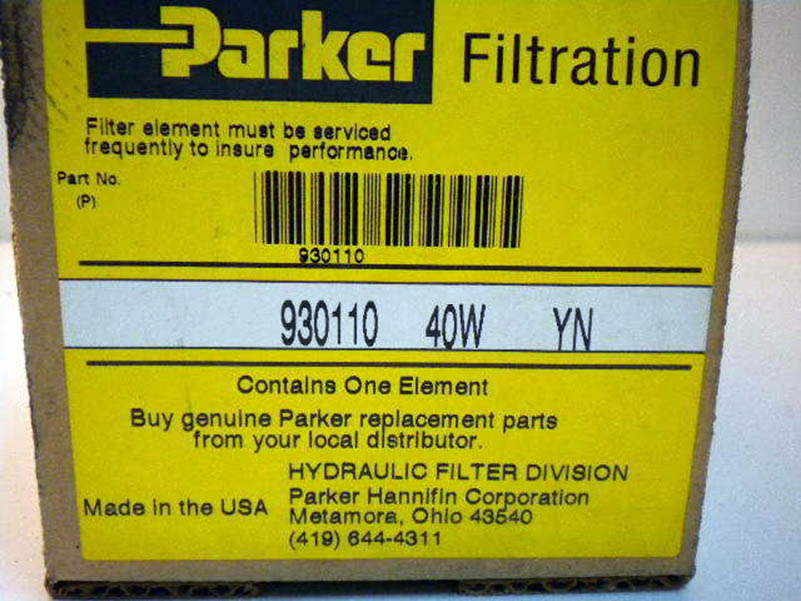 Parker Filtration
Filter element must be serviced
frequently to insure performance.
Part No.
(P)
930110
930110 40W YN
Contains One Element
Buy genuine Parker replacement parts
from your local distributor.
HYDRAULIC FILTER DIVISION
Made in the USA Parker Hannifin Corporation
Metamora, Ohio 43540
(419) 644-4311